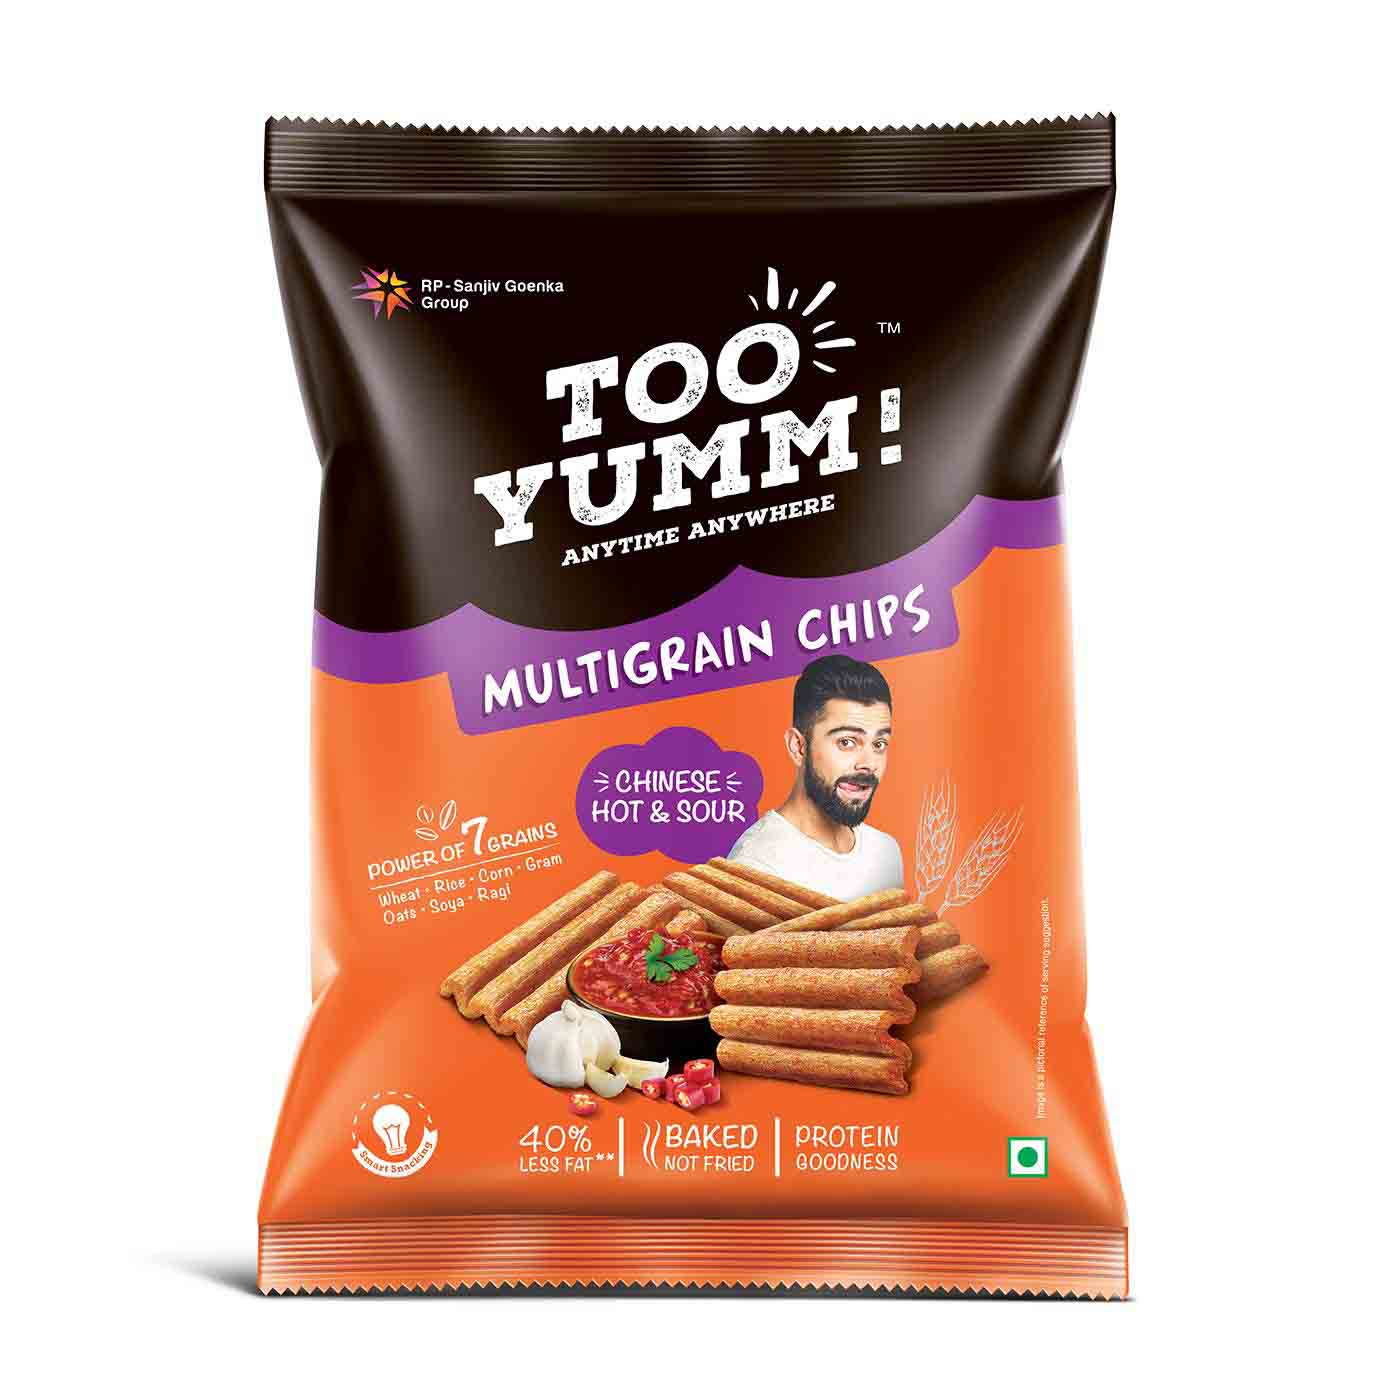 RP-Sanjiv Goenka
Group
TOO
YUMM!
TM
ANYTIME ANYWHERE
MULTIGRAIN CHIPS
CHINESE
HOT & SOUR
POWER OF 7 GRAINS
Wheat · Rice · Corn · Gram
Oats · Soya · Ragi
Image is a pictorial reference of serving suggestion.
Smart Snacking
40%
LESS FAT**
BAKED
NOT FRIED
PROTEIN
GOODNESS